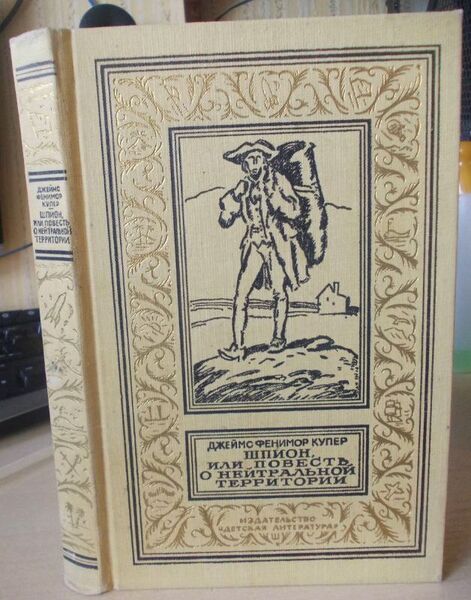 ДЖЕЙМС
ФЕНИМОР
КУПЕР
ШПИОН,
ИЛИ ПОВЕСТЬ
О НЕЙТРАЛЬНОЙ
ТЕРРИТОРИИ
ДЖЕЙМС ФЕНИМОР КУПЕР
ШПИОН,
ИЛИ ПОВЕСТЬ
О НЕЙТРАЛЬНОЙ
ТЕРРИТОРИИ
ИЗДАТЕЛЬСТВО
«ДЕТСКАЯ ЛИТЕРАТУРА»